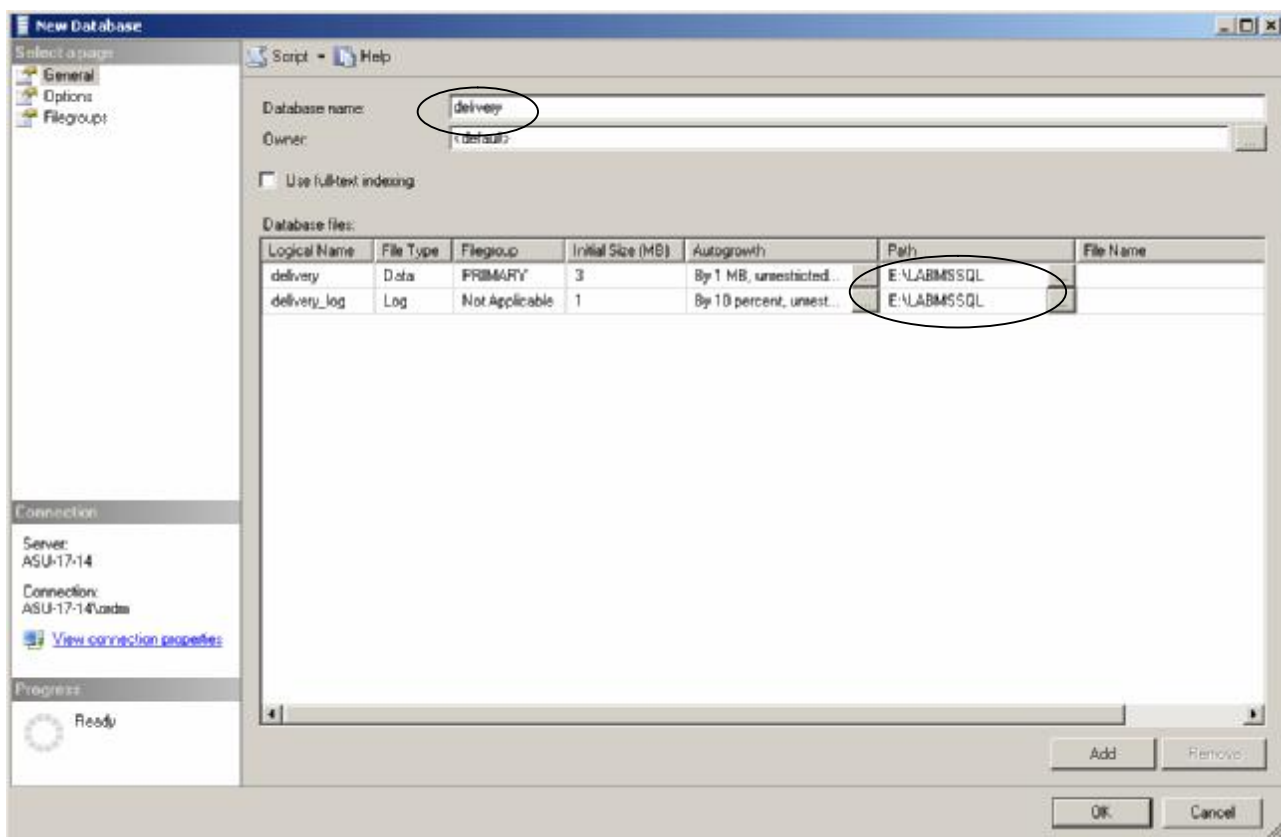 New Database
Select a page
General
Options
Filegroups
Script Help
Database name: delivery
Owner: <default> ...
Use full-text indexing
Database files:
Logical Name File Type Filegroup Initial Size (MB) Autogrowth Path File Name
delivery Data PRIMARY 3 By 1 MB, unrestricted... ... E:\LABMSSQL ...
delivery_log Log Not Applicable 1 By 10 percent, unrest... ... E:\LABMSSQL ...
Connection
Server:
ASU-17-14
Connection:
View connection properties
Progress
Ready
Add Remove
OK Cancel